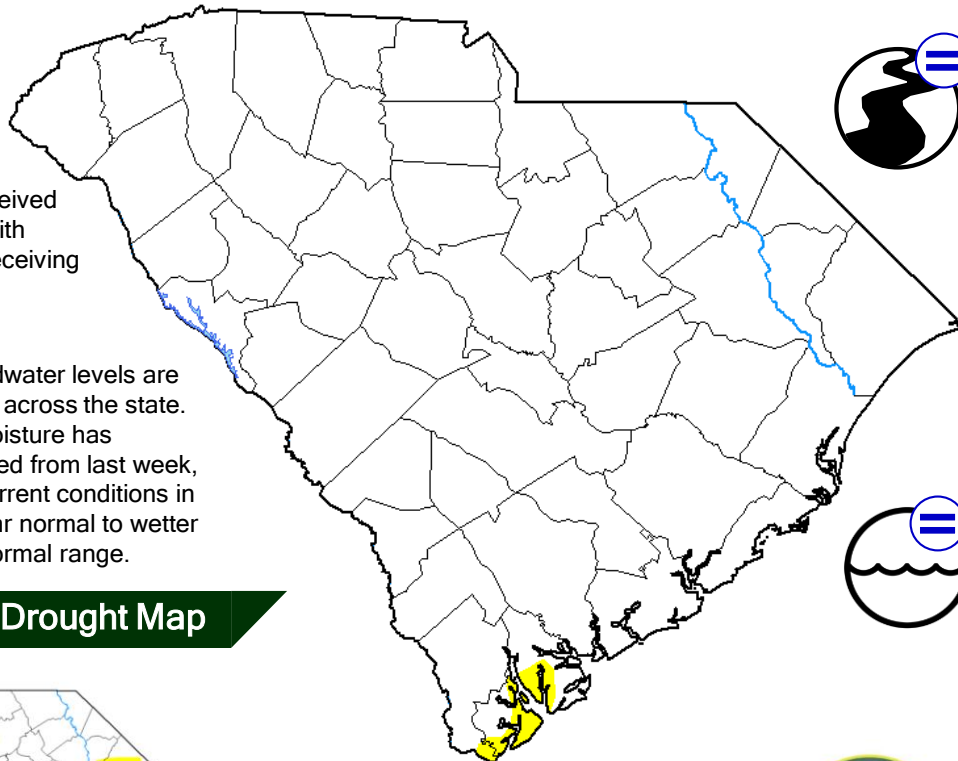 ith
eceiving
dwater levels are
across the state.
oisture has
ed from last week,
rrent conditions in
ar normal to wetter
ormal range.
Drought Map